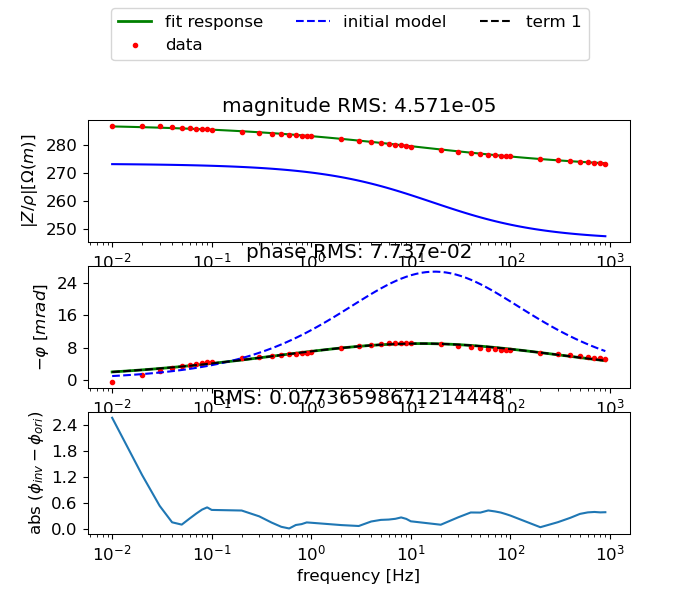 fit response initial model term 1
data
magnitude RMS: 4.571e-05
|Z/ρ|[Ω(m)]
280
270
260
250
10⁻² 10⁻¹ 10⁰ 10¹ 10² 10³
phase RMS: 7.737e-02
−φ [mrad]
24
16
8
0
10⁻² 10⁻¹ 10⁰ 10¹ 10² 10³
RMS: 0.07736598671214448
abs (ϕ_inv − ϕ_ori)
2.4
1.8
1.2
0.6
0.0
10⁻² 10⁻¹ 10⁰ 10¹ 10² 10³
frequency [Hz]